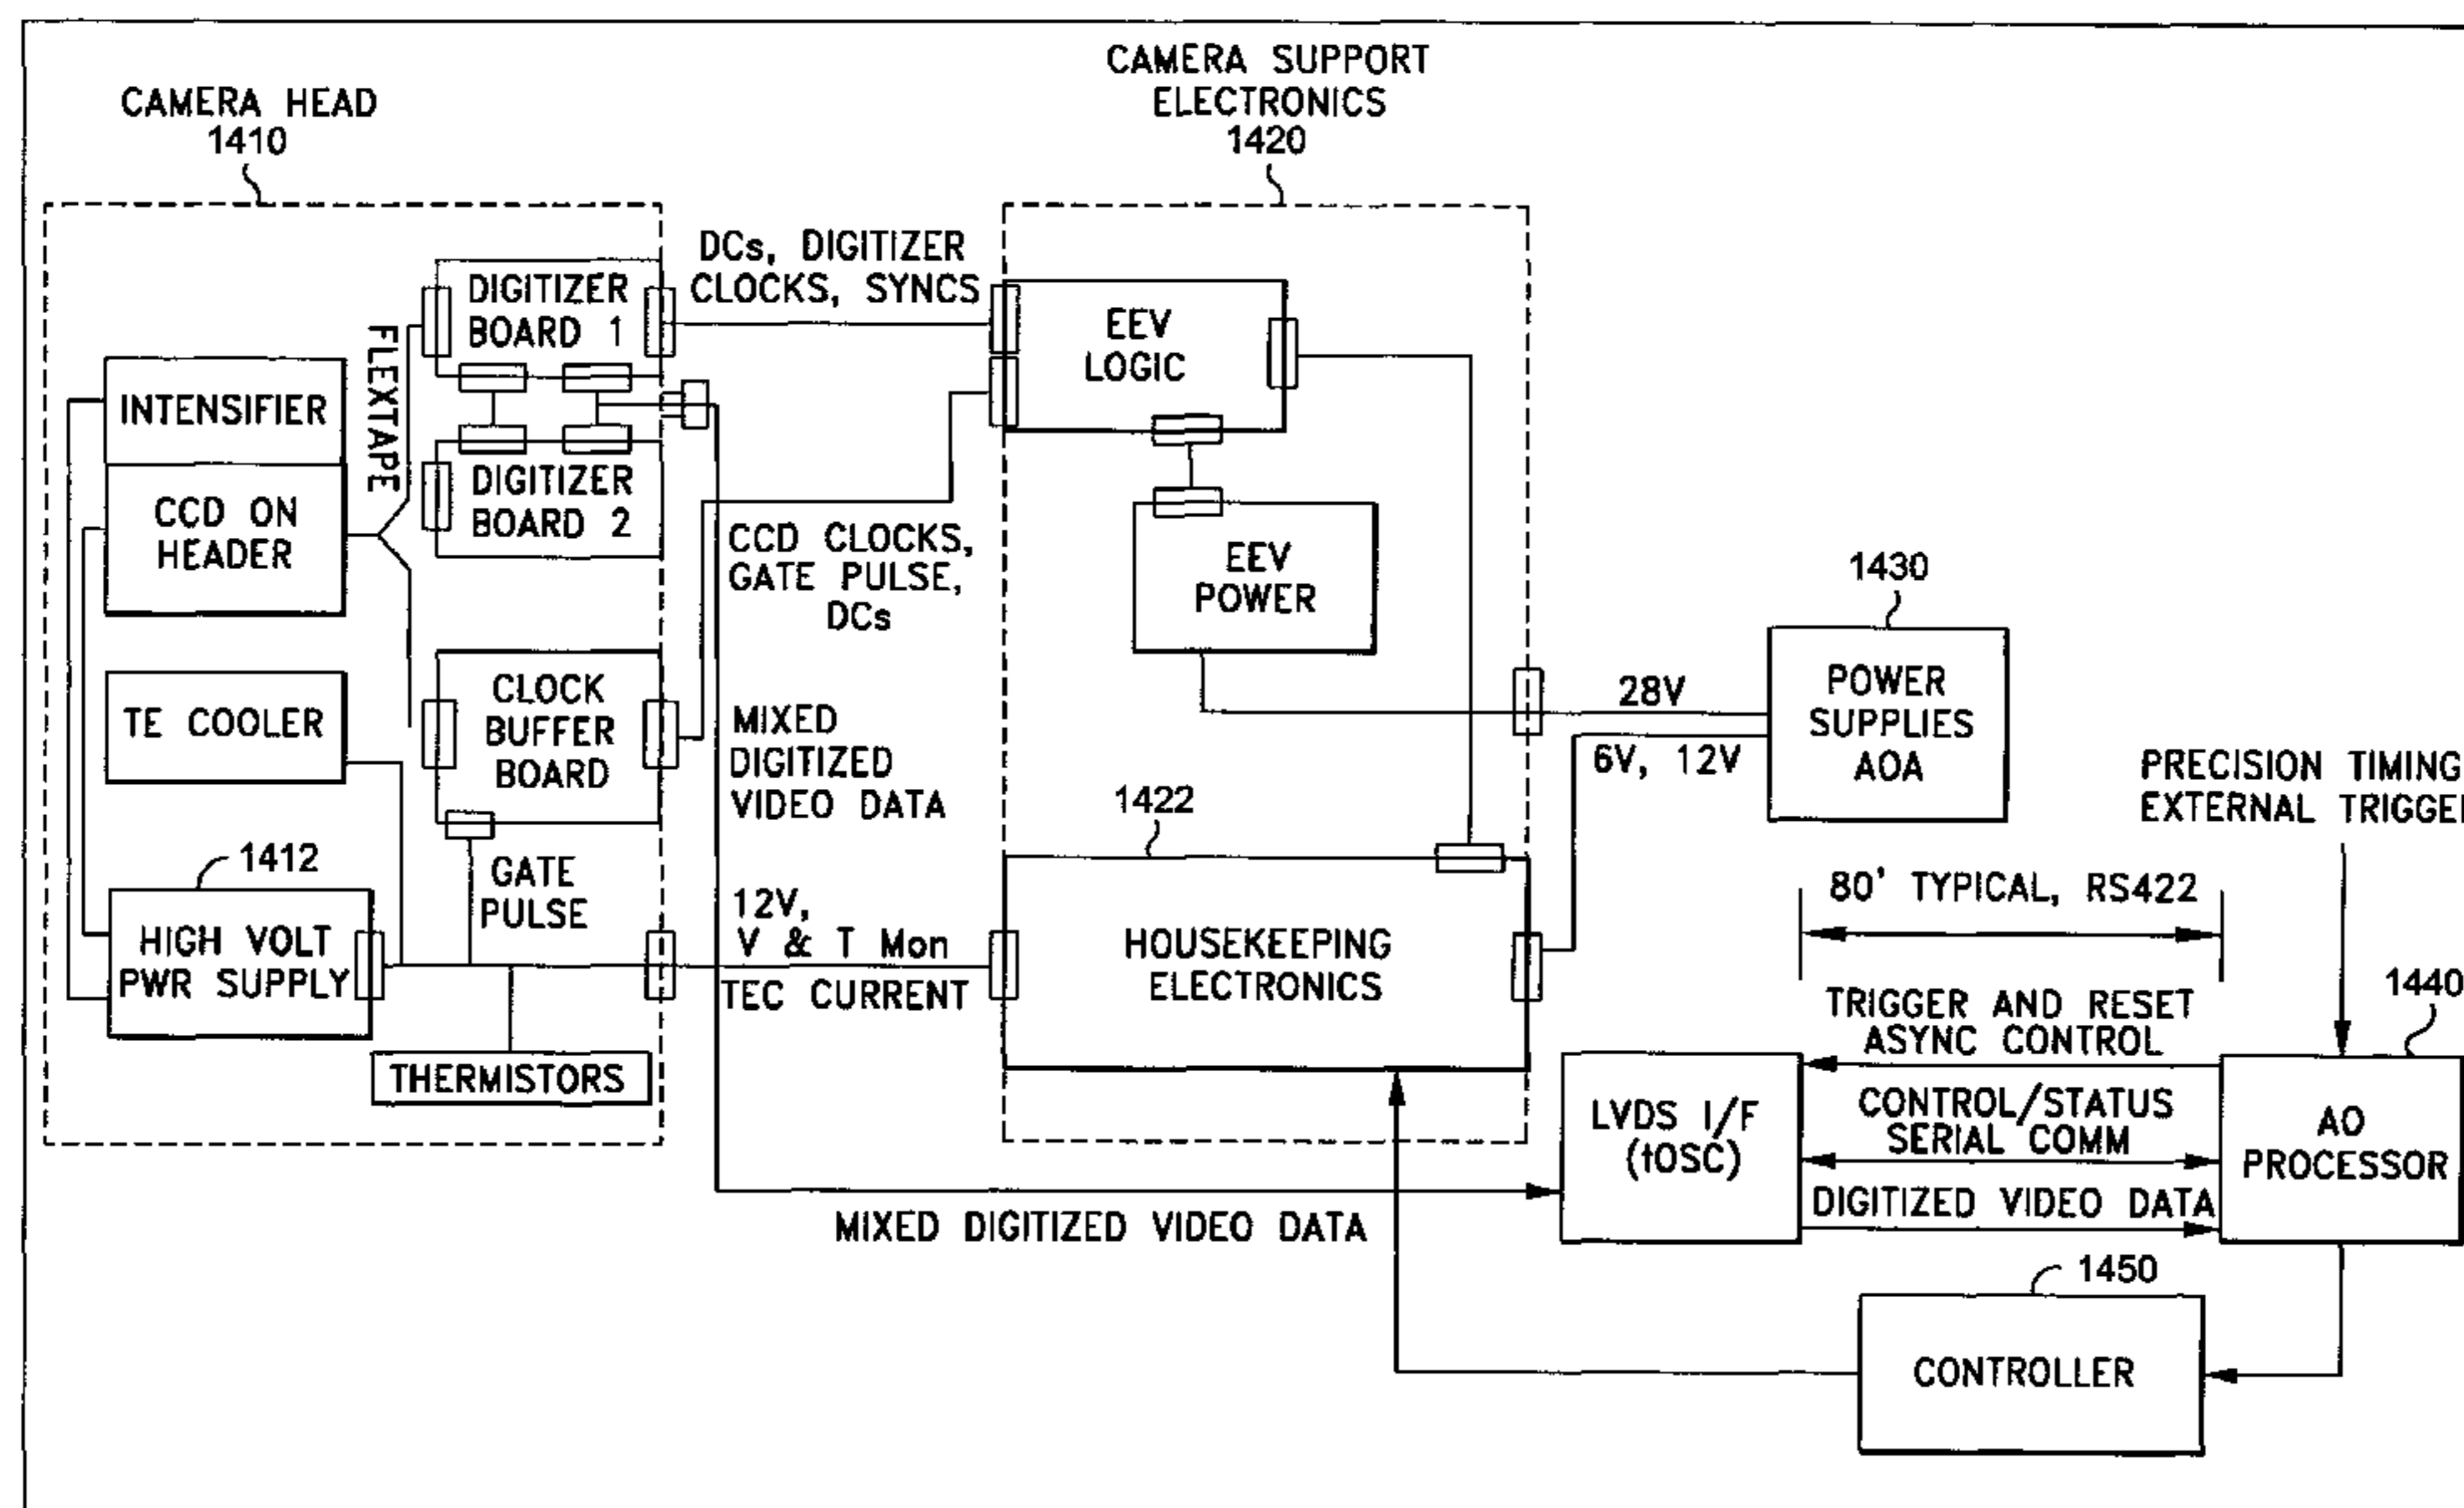 CAMERA HEAD
1410
CAMERA SUPPORT
ELECTRONICS
1420
DIGITIZER
BOARD 1
DCs, DIGITIZER
CLOCKS, SYNCS
FLEXTAPE
INTENSIFIER
CCD ON
HEADER
DIGITIZER
BOARD 2
EEV
LOGIC
CCD CLOCKS,
GATE PULSE,
DCs
EEV
POWER
1430
POWER
SUPPLIES
AOA
28V
6V, 12V
TE COOLER
CLOCK
BUFFER
BOARD
MIXED
DIGITIZED
VIDEO DATA
1422
PRECISION TIMING
EXTERNAL TRIGGE
1412
GATE
PULSE
HIGH VOLT
PWR SUPPLY
12V,
V & T Mon
TEC CURRENT
HOUSEKEEPING
ELECTRONICS
80' TYPICAL, RS422
1440
TRIGGER AND RESET
ASYNC CONTROL
THERMISTORS
LVDS I/F
(tOSC)
CONTROL/STATUS
SERIAL COMM
AO
PROCESSOR
DIGITIZED VIDEO DATA
MIXED DIGITIZED VIDEO DATA
1450
CONTROLLER